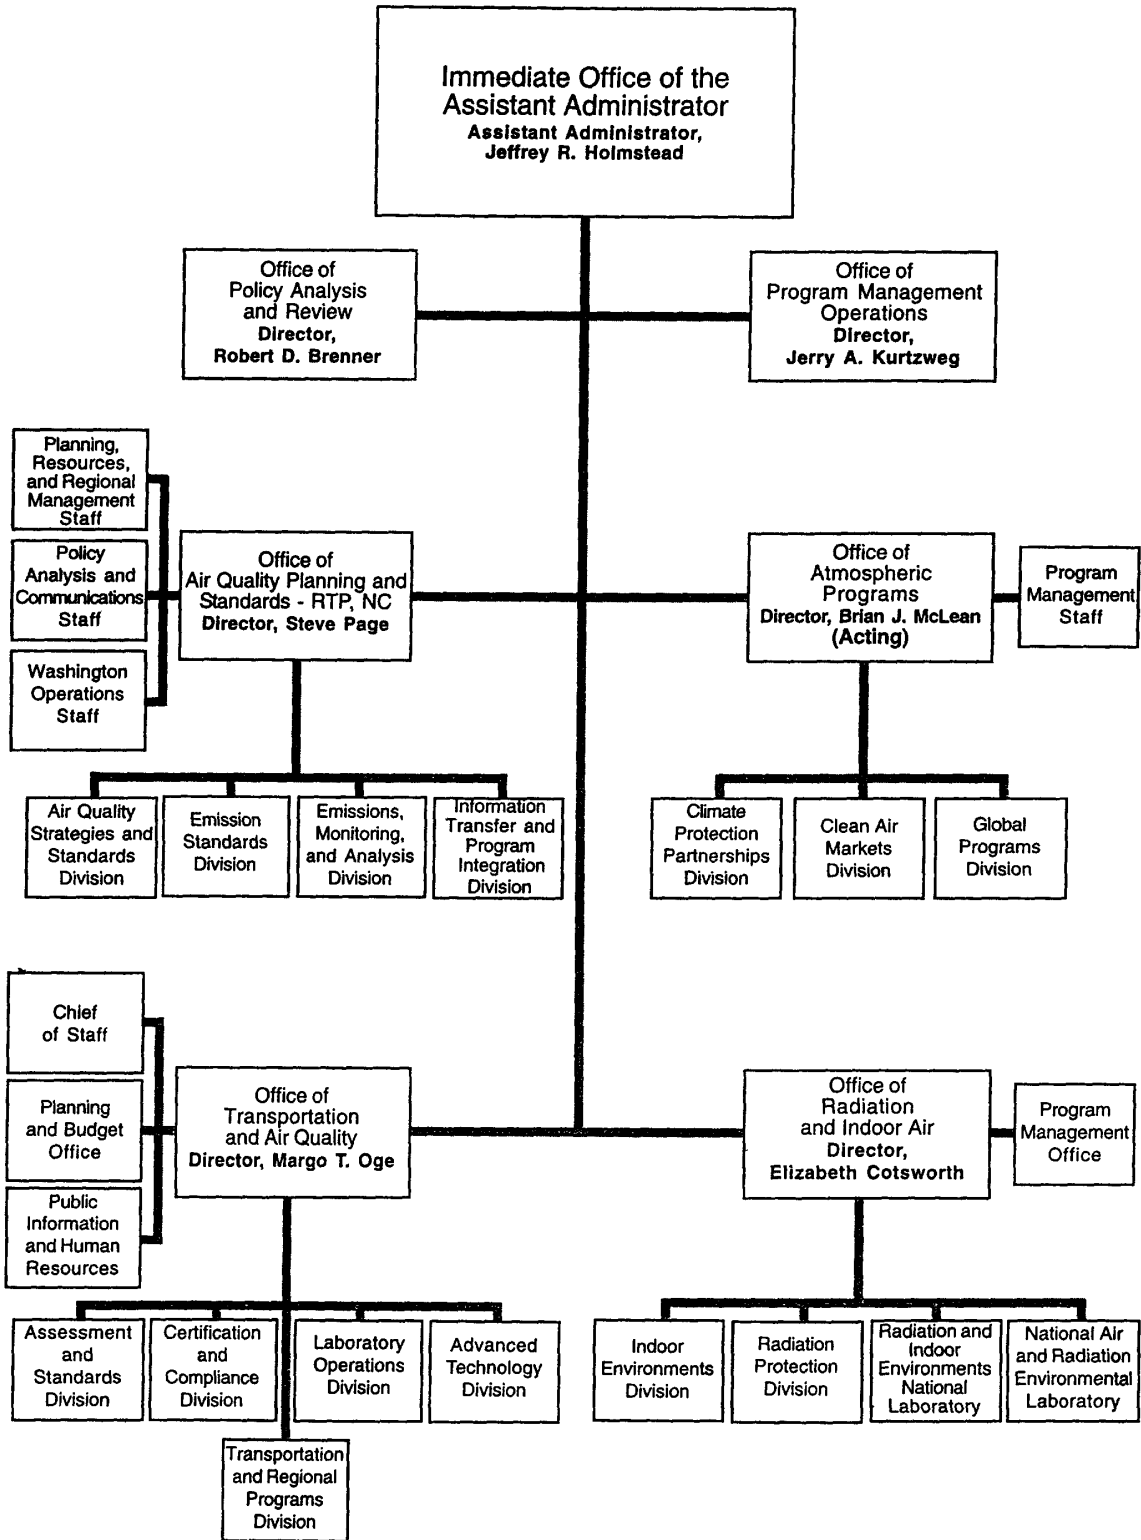 Immediate Office of the
Assistant Administrator
Assistant Administrator,
Jeffrey R. Holmstead
Office of
Policy Analysis
and Review
Director,
Robert D. Brenner
Office of
Program Management
Operations
Director,
Jerry A. Kurtzweg
Planning,
Resources,
and Regional
Management
Staff
Policy
Analysis and
Communications
Staff
Washington
Operations
Staff
Office of
Air Quality Planning and
Standards - RTP, NC
Director, Steve Page
Office of
Atmospheric
Programs
Director, Brian J. McLean
(Acting)
Program
Management
Staff
Air Quality
Strategies and
Standards
Division
Emission
Standards
Division
Emissions,
Monitoring,
and Analysis
Division
Information
Transfer and
Program
Integration
Division
Climate
Protection
Partnerships
Division
Clean Air
Markets
Division
Global
Programs
Division
Chief
of Staff
Planning
and Budget
Office
Public
Information
and Human
Resources
Office of
Transportation
and Air Quality
Director, Margo T. Oge
Office of
Radiation
and Indoor Air
Director,
Elizabeth Cotsworth
Program
Management
Office
Assessment
and
Standards
Division
Certification
and
Compliance
Division
Laboratory
Operations
Division
Advanced
Technology
Division
Transportation
and Regional
Programs
Division
Indoor
Environments
Division
Radiation
Protection
Division
Radiation and
Indoor
Environments
National
Laboratory
National Air
and Radiation
Environmental
Laboratory